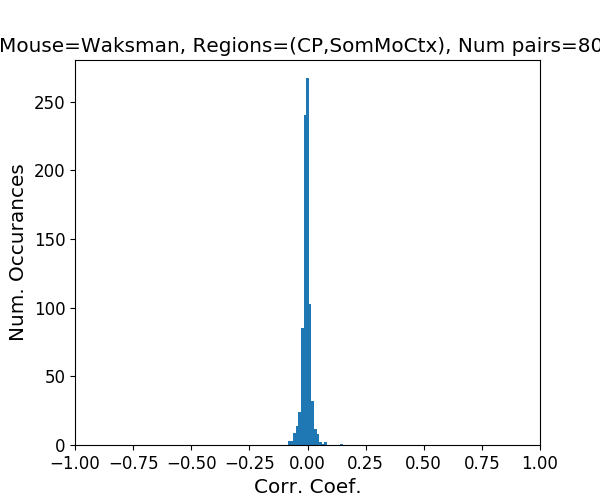 Mouse=Waksman, Regions=(CP,SomMoCtx), Num pairs=80
250
200
150
100
50
0
Num. Occurances
−1.00 −0.75 −0.50 −0.25 0.00 0.25 0.50 0.75 1.00
Corr. Coef.